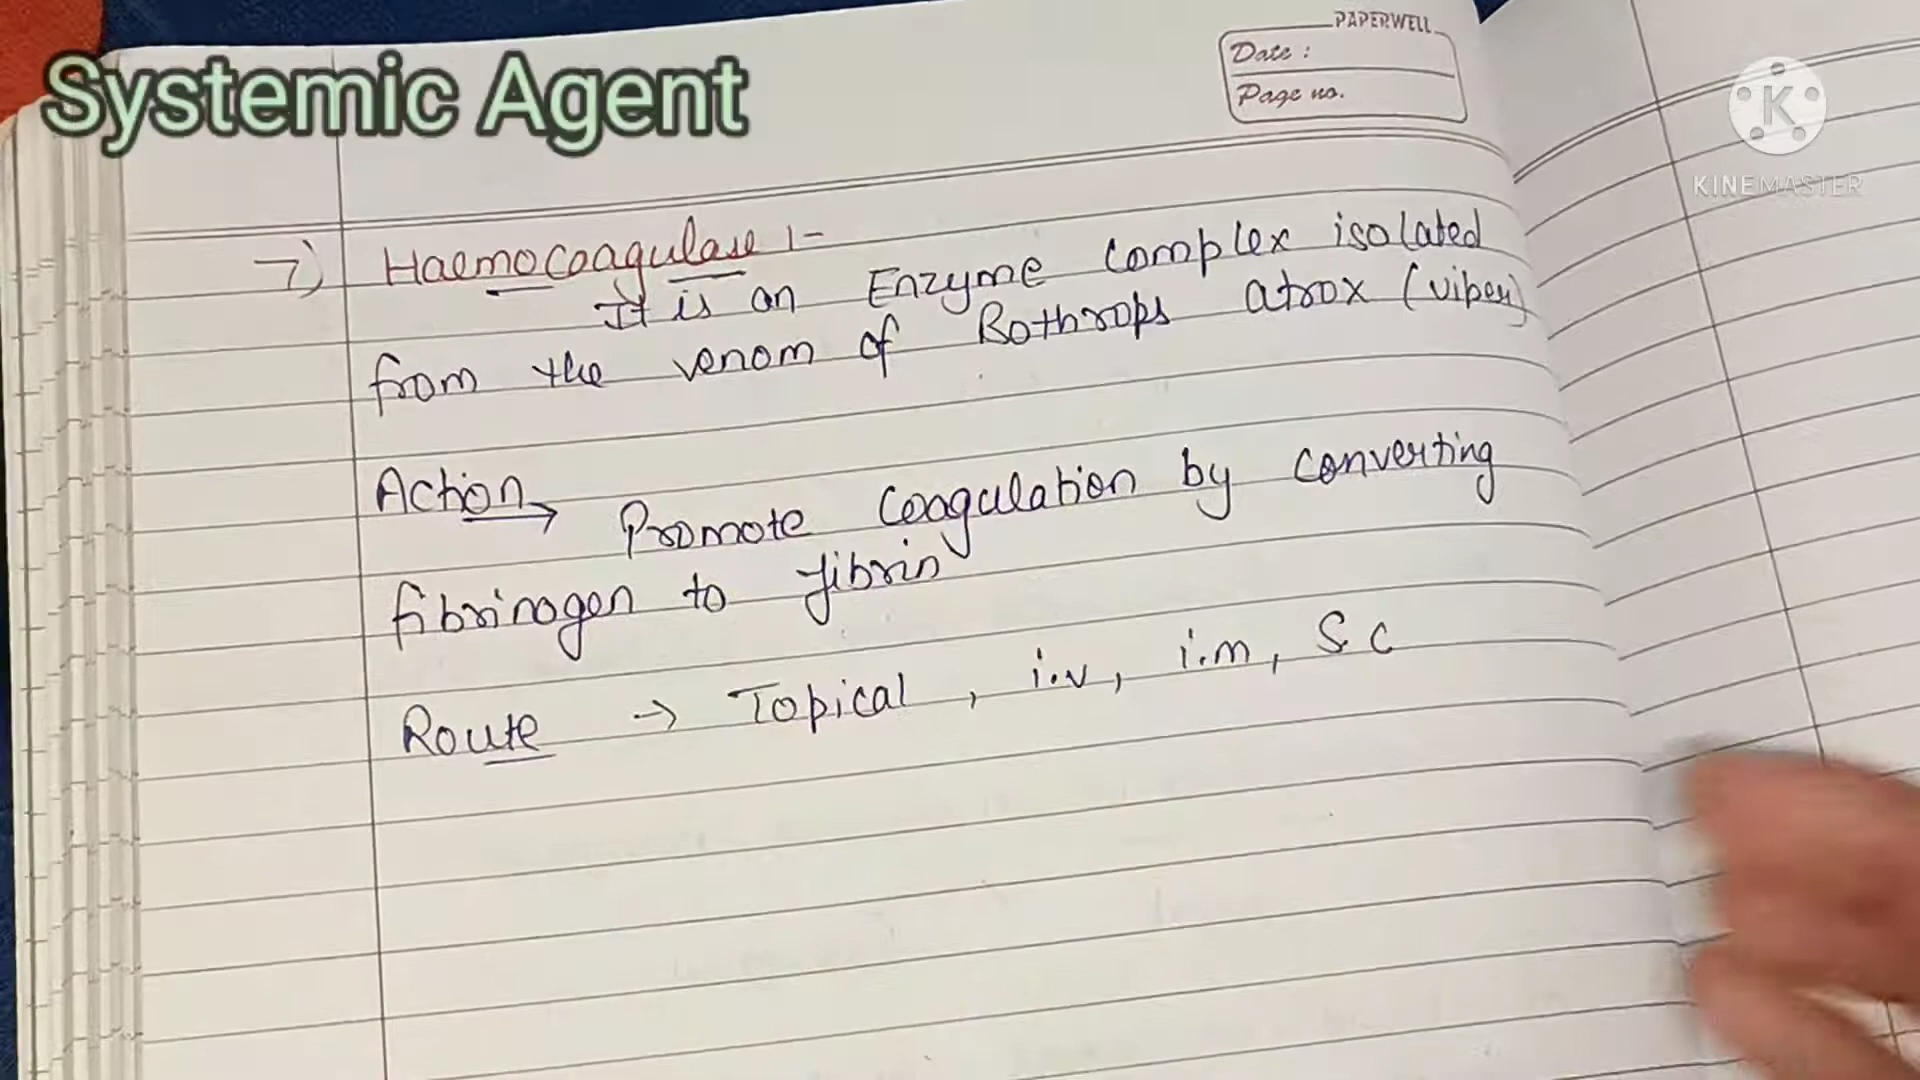 Systemic Agent
PAPERWELL
Date :
Page no.
K
KINEMASTER
7) Haemocoagulase :-
It is an Enzyme Complex isolated
from the venom of Bothrops atrox (viper)
Action → Promote Coagulation by converting
fibrinogen to fibrin
Route → Topical , i.v, i.m, S C